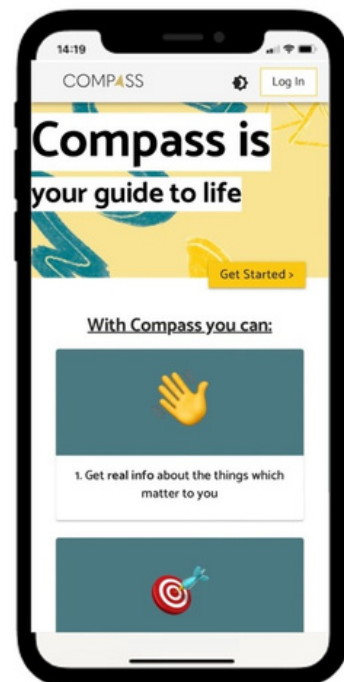 14:19
COMPASS
Log In
Compass is
your guide to life
Get Started >
With Compass you can:
1. Get real info about the things which
matter to you